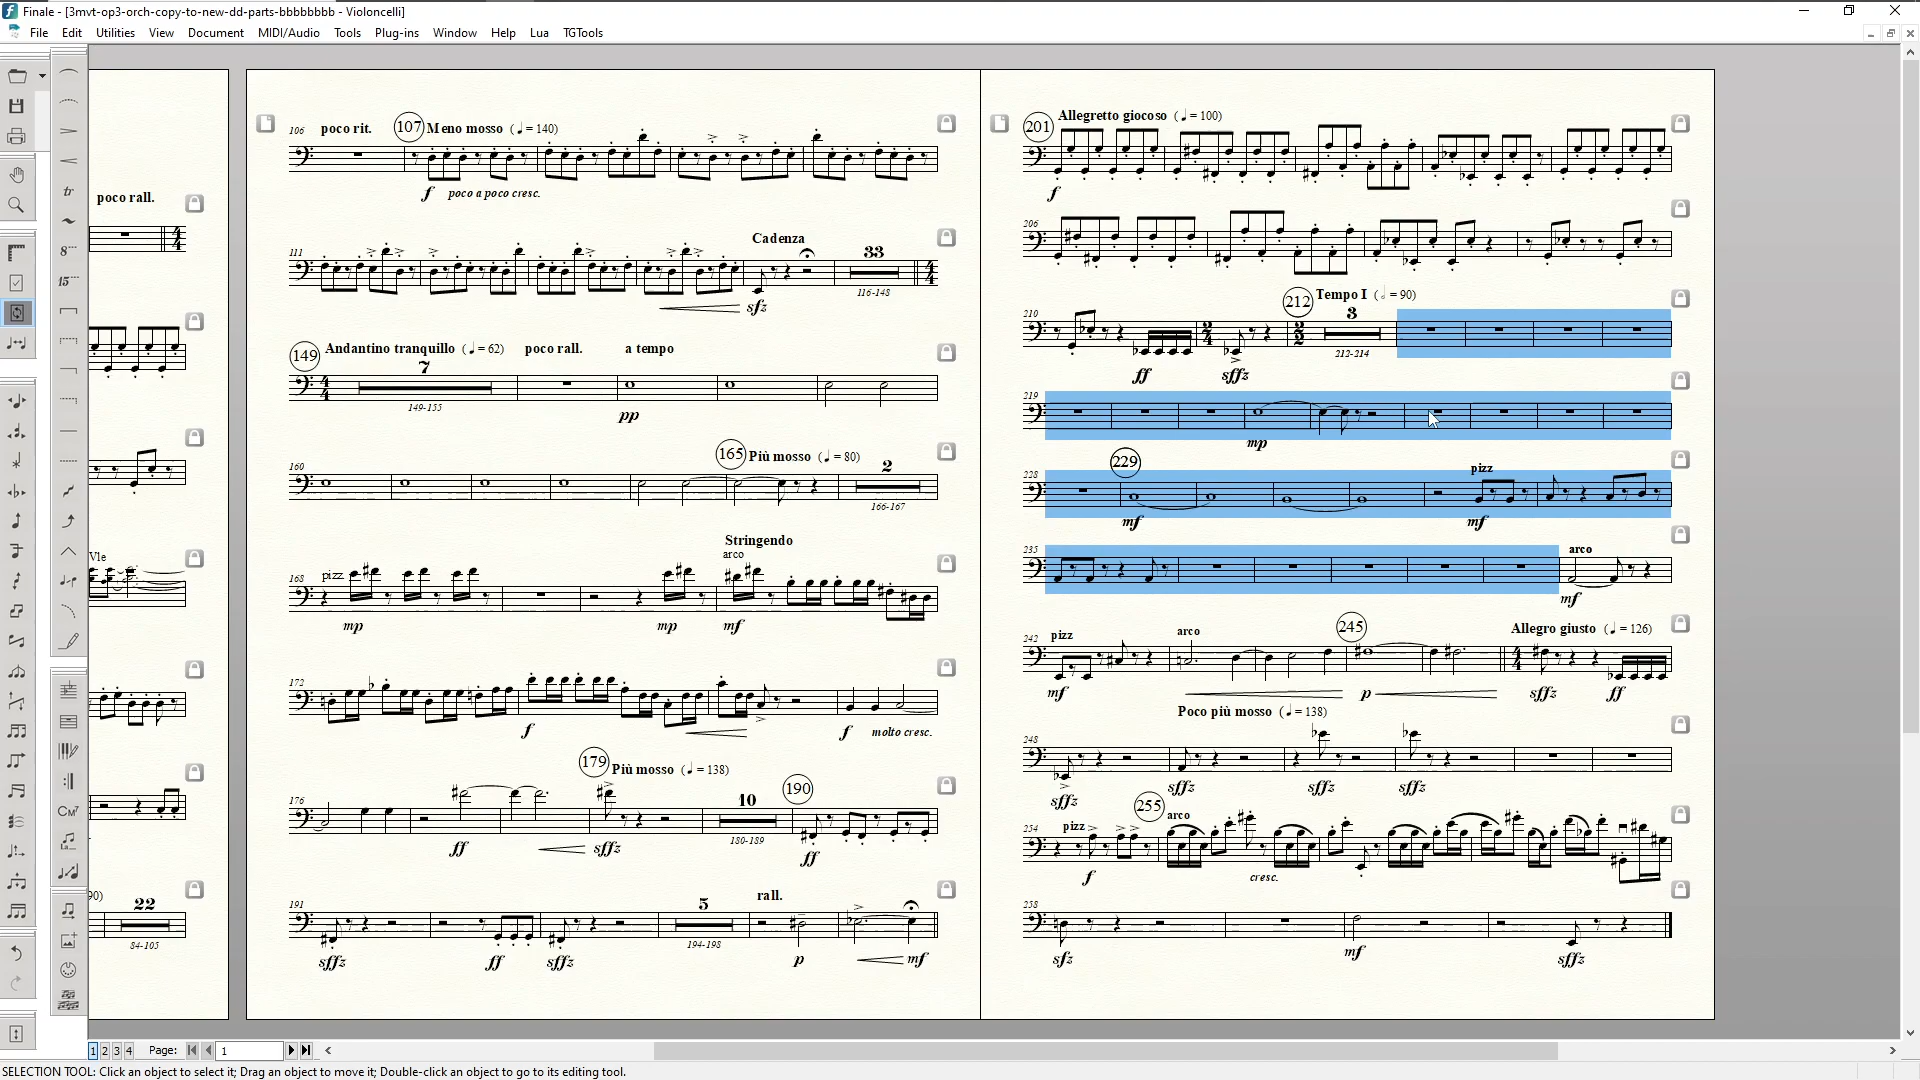 Finale - [3mvt-op3-orch-copy-to-new-dd-parts-bbbbbbbb - Violoncelli]
File Edit Utilities View Document MIDI/Audio Tools Plug-ins Window Help Lua TGTools
poco rall.
Vle
22
84-105
106 poco rit. 107 Meno mosso (♩ = 140)
f poco a poco cresc.
111 Cadenza 33
116-148
sfz
149 Andantino tranquillo (♩ = 62) poco rall. a tempo
7
149-155
pp
160 165 Più mosso (♩ = 80) 2
166-167
Stringendo
arco
168 pizz
mp mp mf
172
f f molto cresc.
176 179 Più mosso (♩ = 138) 10 190
180-189
ff sffz ff
191 5 rall.
194-198
sffz ff sffz p mf
201 Allegretto giocoso (♩ = 100)
f
206
210 212 Tempo I (𝅗𝅥 = 90)
3
212-214
ff sffz
219
mp
228 229 pizz
mf mf
235 arco
mf
242 pizz arco 245 Allegro giusto (♩ = 126)
mf p sffz ff
Poco più mosso (♩ = 138)
248
sffz sffz sffz sffz
254 pizz 255 arco
f cresc.
258
sfz mf sffz
1 2 3 4 Page: 1
SELECTION TOOL: Click an object to select it; Drag an object to move it; Double-click an object to go to its editing tool.